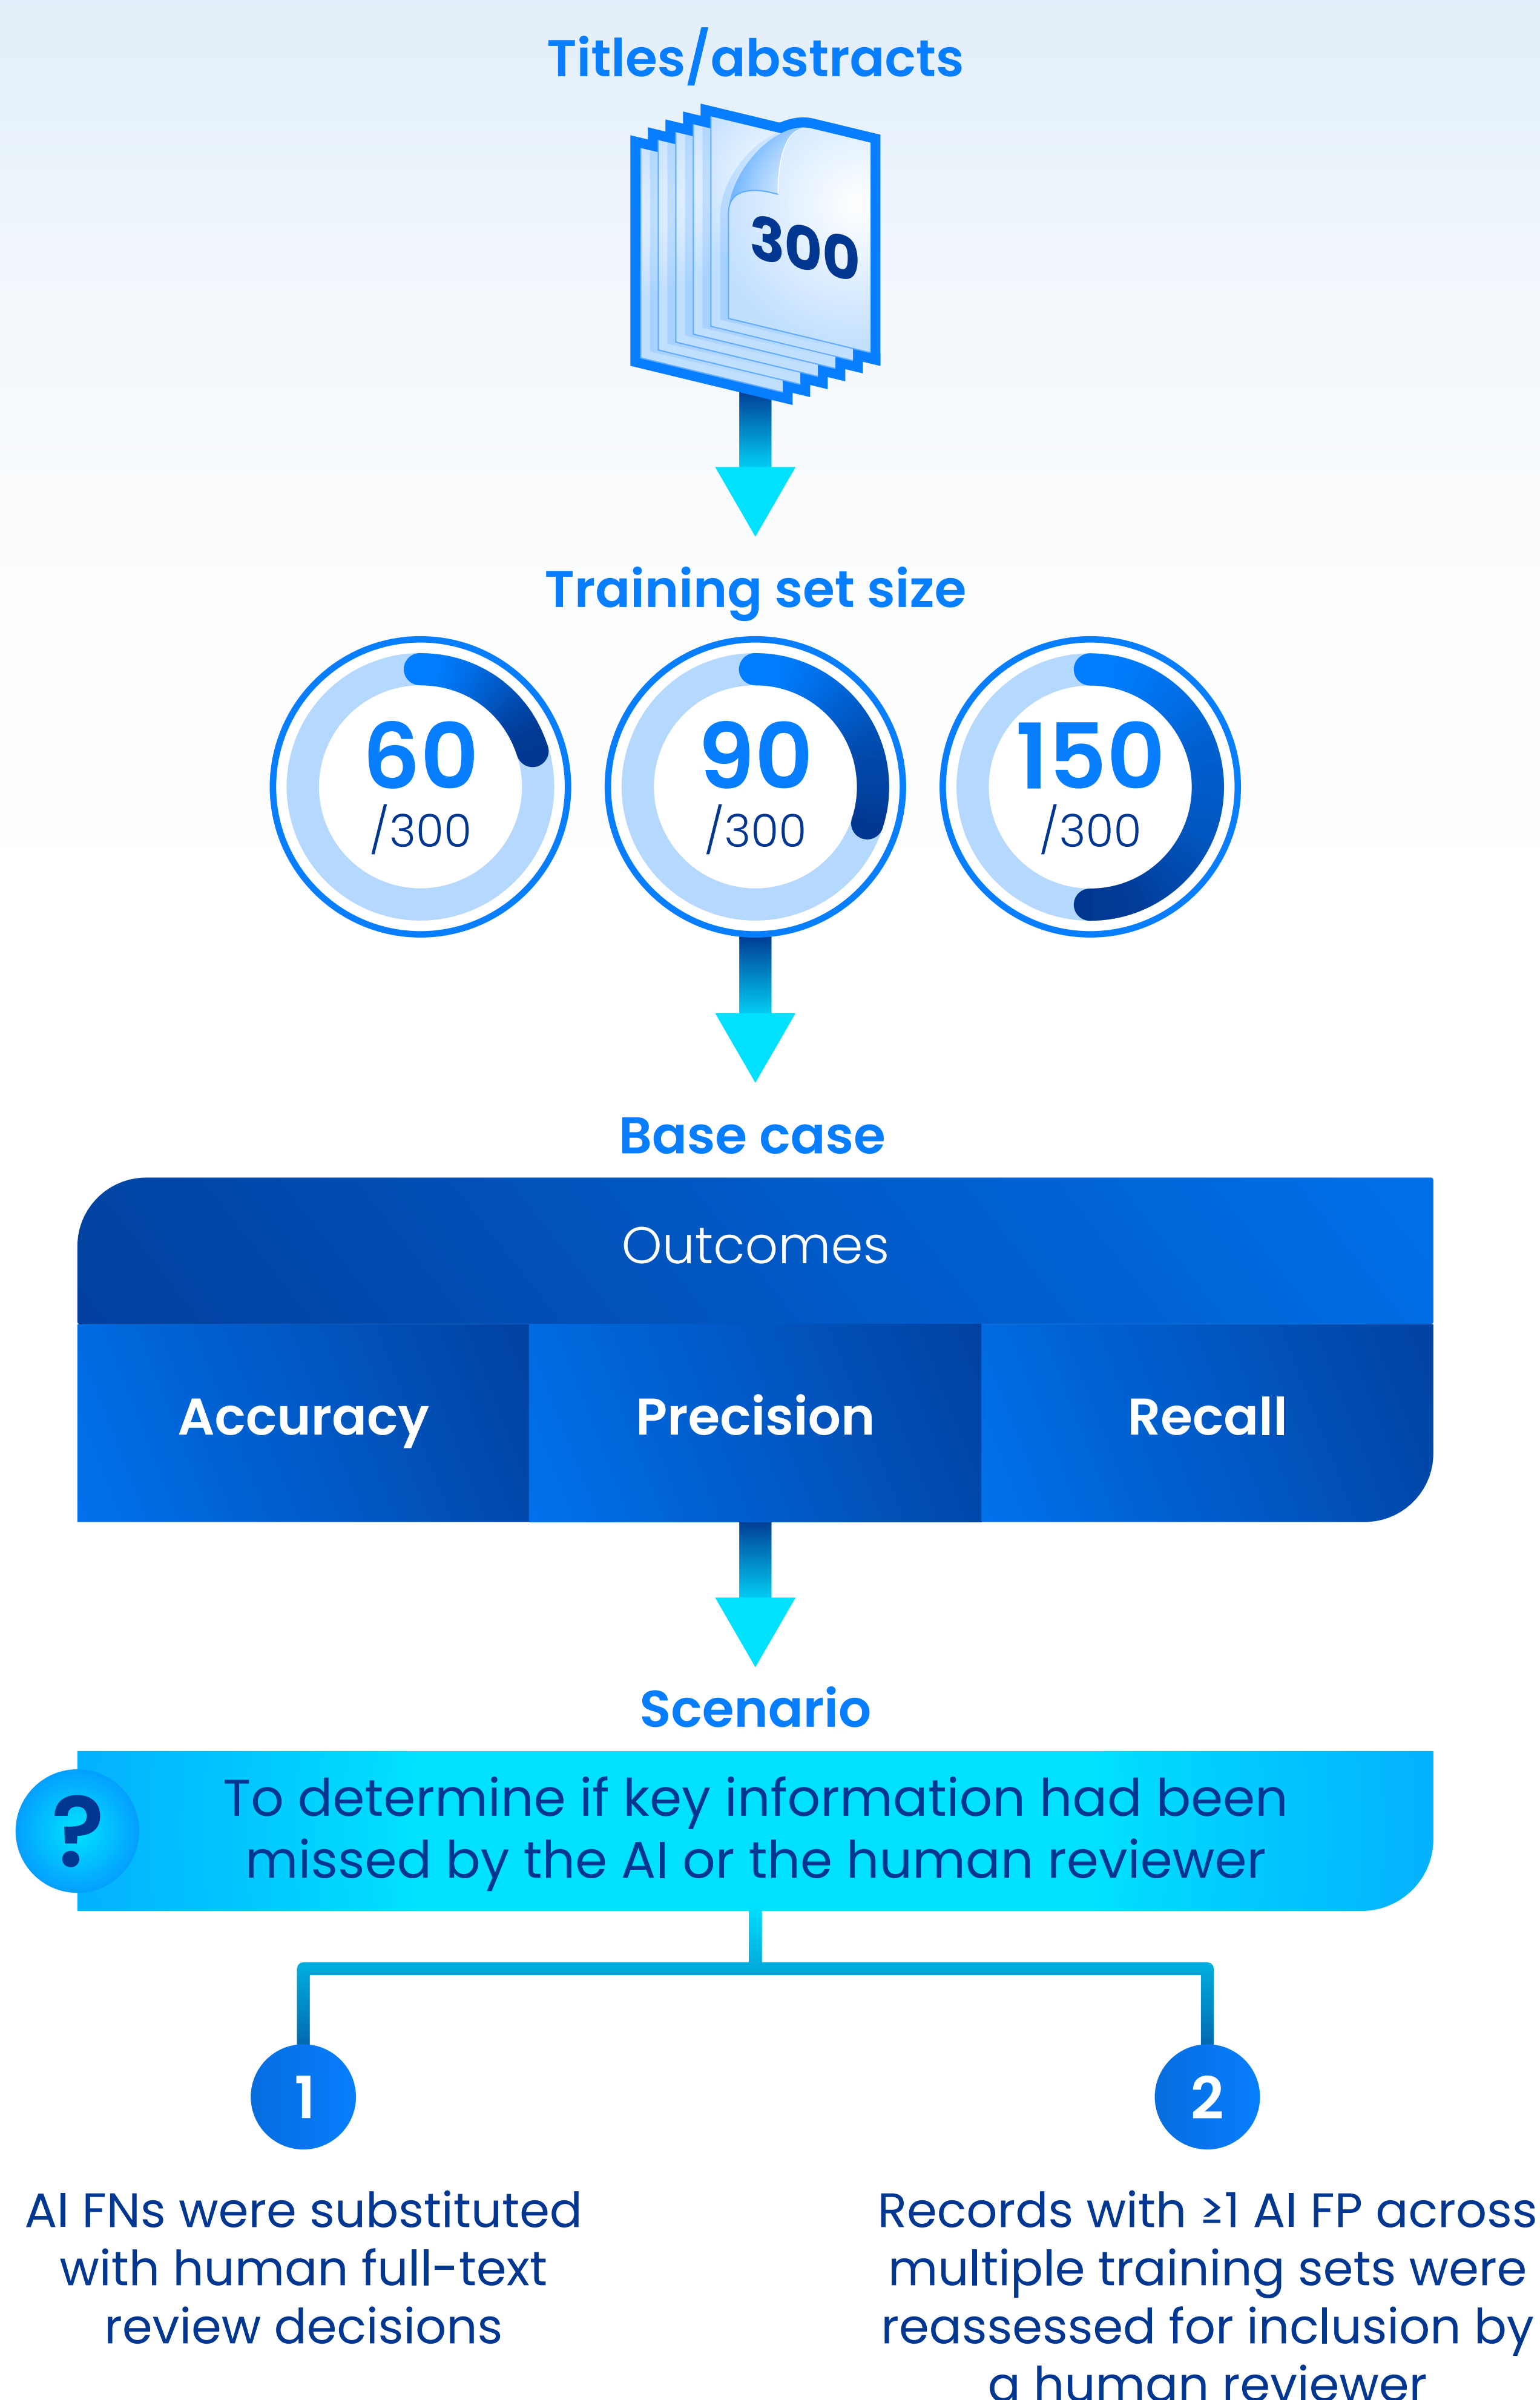 Titles/abstracts
300
Training set size
60
/300
90
/300
150
/300
Base case
Outcomes
Accuracy
Precision
Recall
Scenario
?
To determine if key information had been
missed by the AI or the human reviewer
1
AI FNs were substituted
with human full-text
review decisions
2
Records with ≥1 AI FP across
multiple training sets were
reassessed for inclusion by
a human reviewer